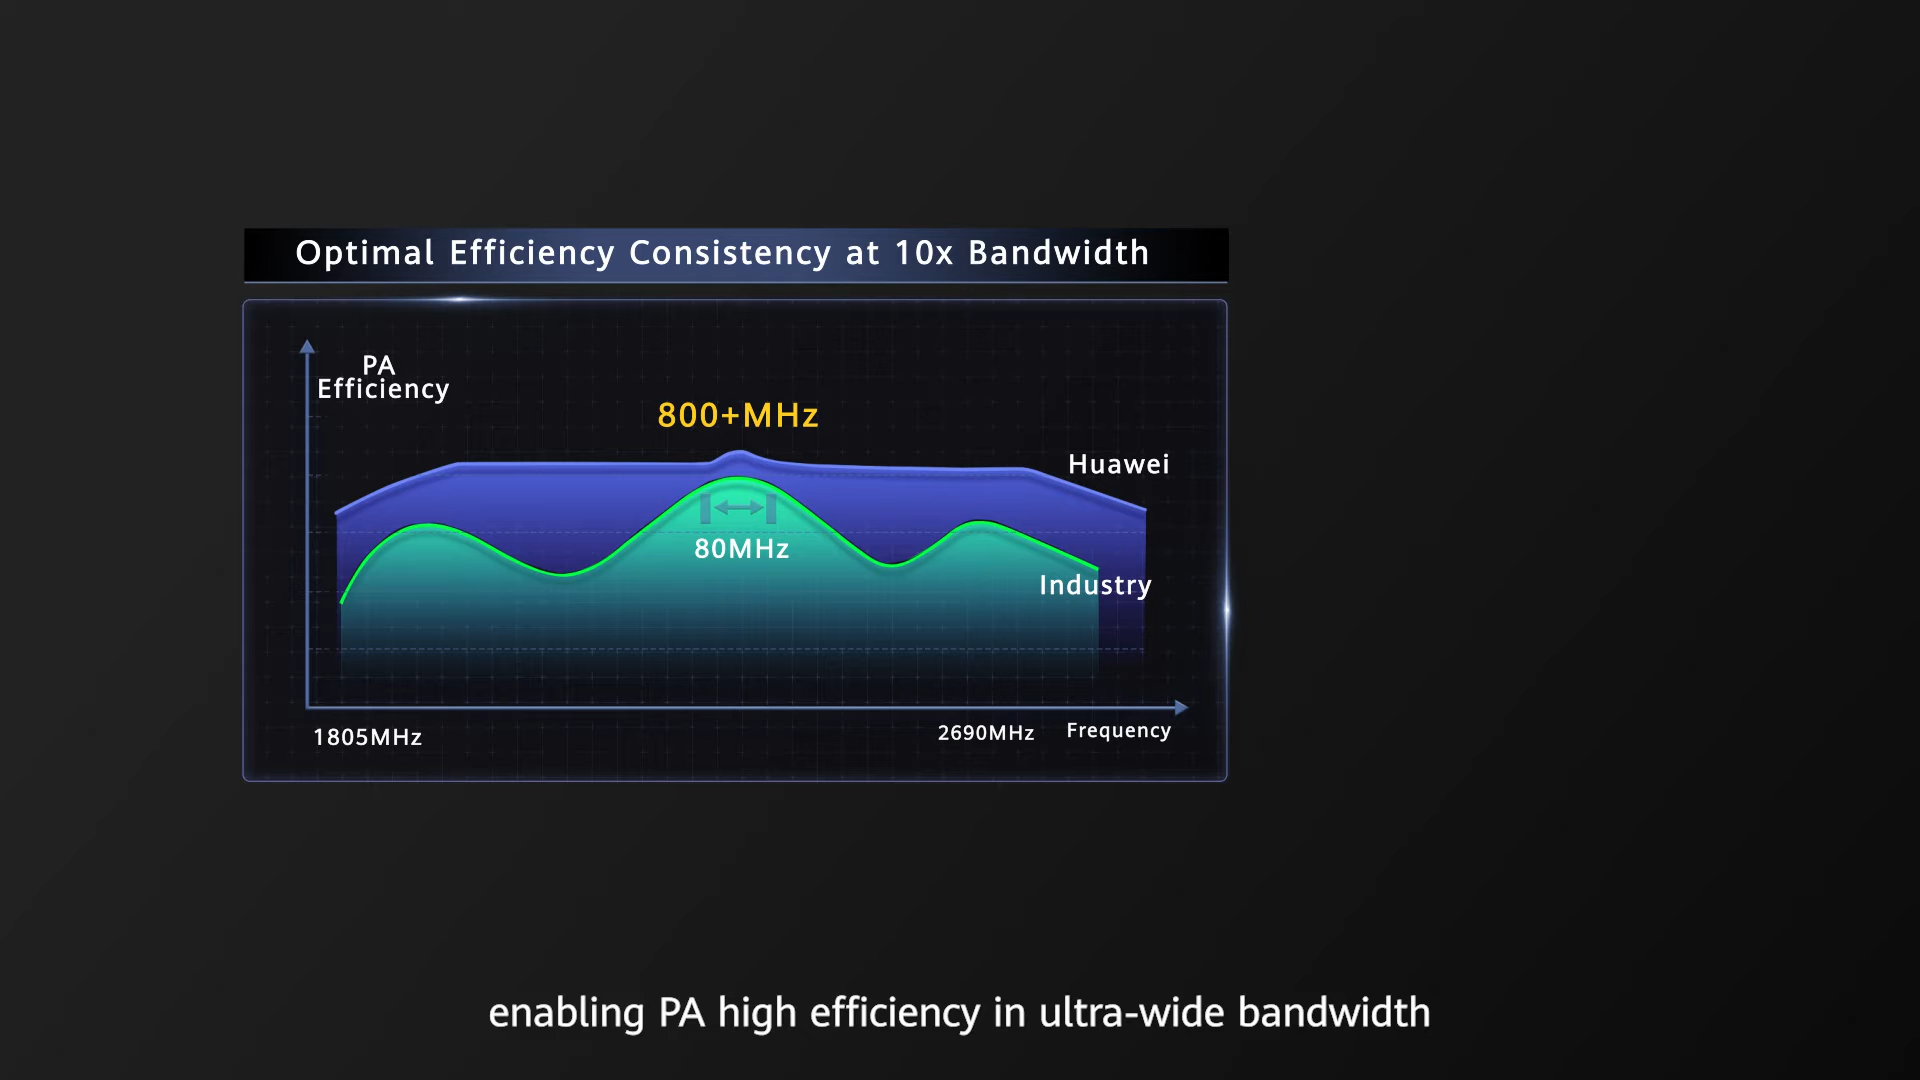 Optimal Efficiency Consistency at 10x Bandwidth
PA
Efficiency
800+MHz
Huawei
80MHz
Industry
1805MHz
2690MHz
Frequency
enabling PA high efficiency in ultra-wide bandwidth